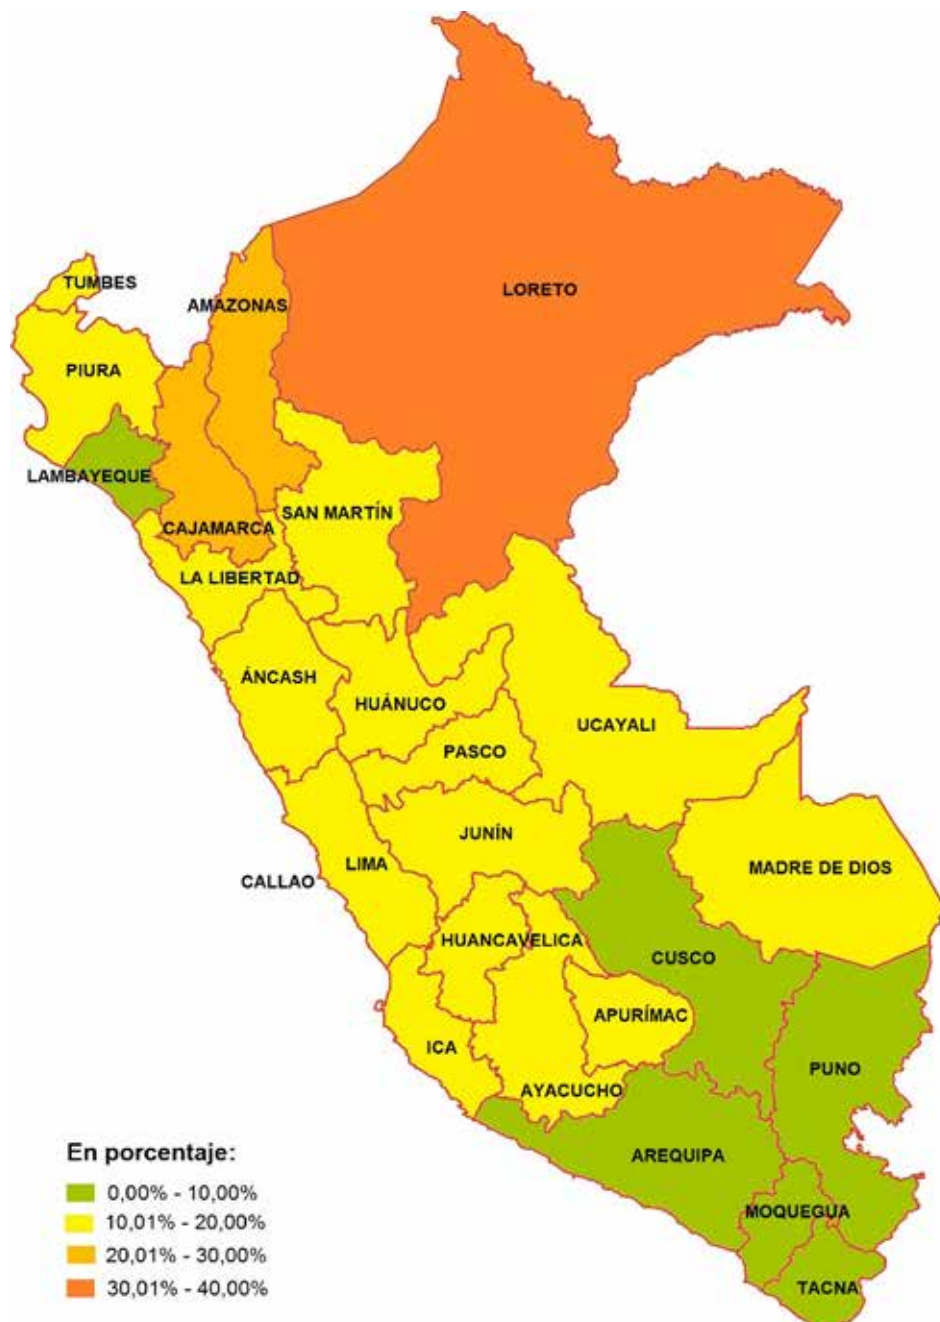 TUMBES
LORETO
AMAZONAS
PIURA
LAMBAYEQUE
SAN MARTÍN
CAJAMARCA
LA LIBERTAD
ÁNCASH
HUÁNUCO
UCAYALI
PASCO
JUNÍN
LIMA
MADRE DE DIOS
CALLAO
HUANCAVELICA
CUSCO
APURÍMAC
ICA
PUNO
AYACUCHO
AREQUIPA
MOQUEGUA
TACNA
En porcentaje:
0,00% - 10,00%
10,01% - 20,00%
20,01% - 30,00%
30,01% - 40,00%